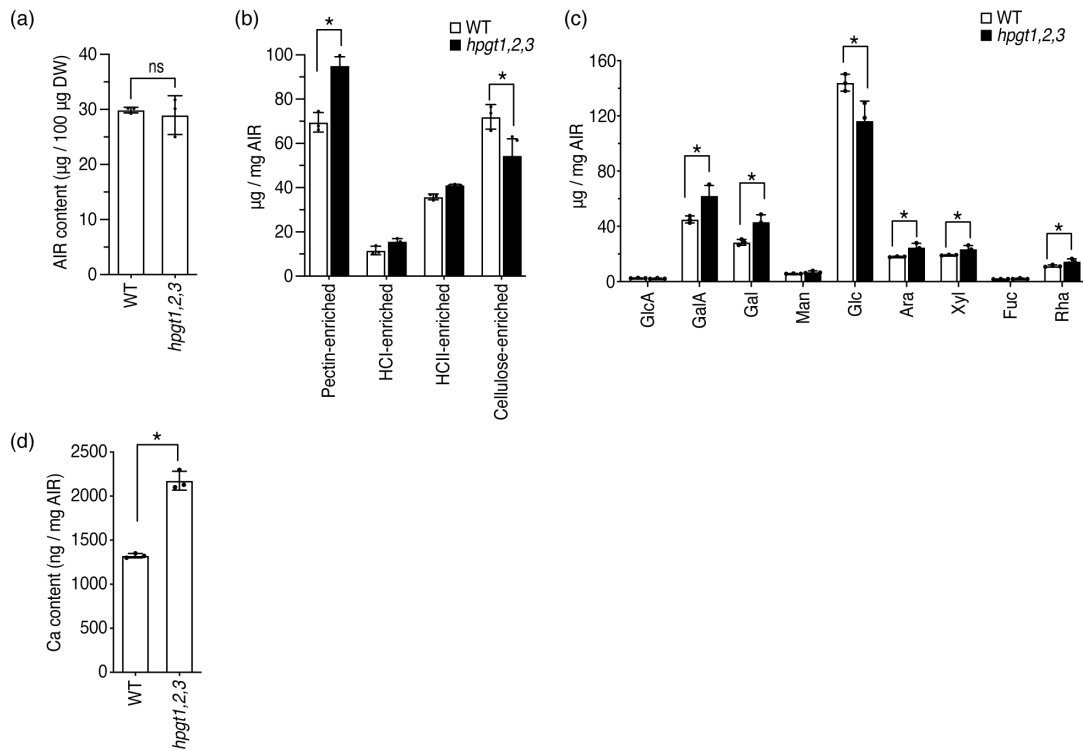 (a)
AIR content (µg / 100 µg DW)
40
30
20
10
0
ns
WT
hpgt1,2,3
(b)
WT
hpgt1,2,3
µg / mg AIR
100
80
60
40
20
0
*
*
Pectin-enriched
HCI-enriched
HCII-enriched
Cellulose-enriched
(c)
WT
hpgt1,2,3
µg / mg AIR
160
120
80
40
0
*
*
*
*
*
*
GlcA
GalA
Gal
Man
Glc
Ara
Xyl
Fuc
Rha
(d)
Ca content (ng / mg AIR)
2500
2000
1500
1000
500
0
*
WT
hpgt1,2,3